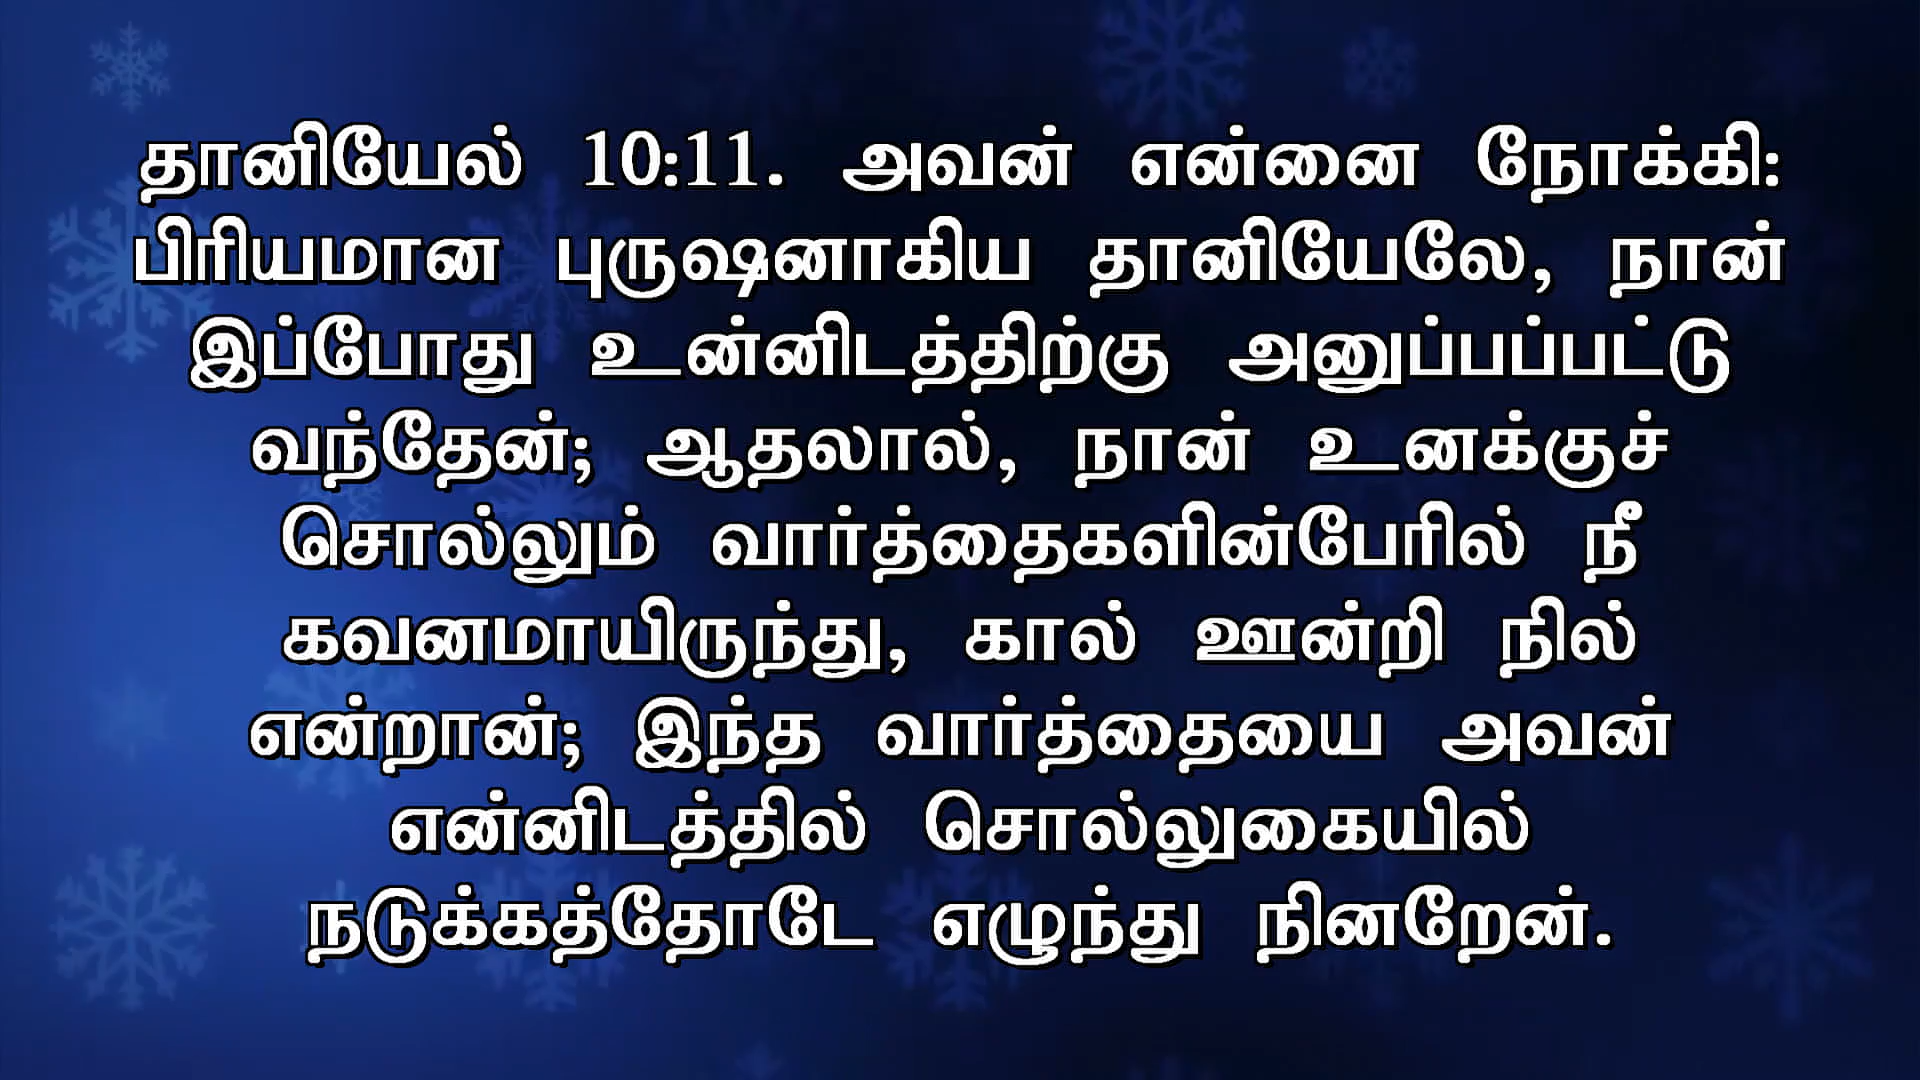 தானியேல் 10:11. அவன் என்னை நோக்கி:
பிரியமான புருஷனாகிய தானியேலே, நான்
இப்போது உன்னிடத்திற்கு அனுப்பப்பட்டு
வந்தேன்; ஆதலால், நான் உனக்குச்
சொல்லும் வார்த்தைகளின்பேரில் நீ
கவனமாயிருந்து, கால் ஊன்றி நில்
என்றான்; இந்த வார்த்தையை அவன்
என்னிடத்தில் சொல்லுகையில்
நடுக்கத்தோடே எழுந்து நினறேன்.